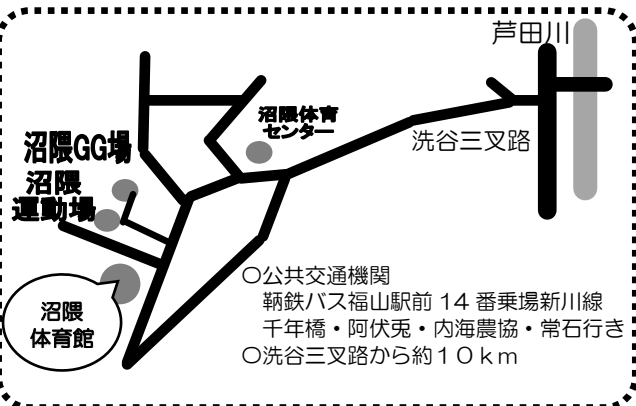 芦田川
沼隈体育
センター
洗谷三叉路
沼隈GG場
沼隈
運動場
沼隈
体育館
○公共交通機関
鞆鉄バス福山駅前 14 番乗場新川線
千年橋・阿伏兎・内海農協・常石行き
○洗谷三叉路から約１０ｋｍ